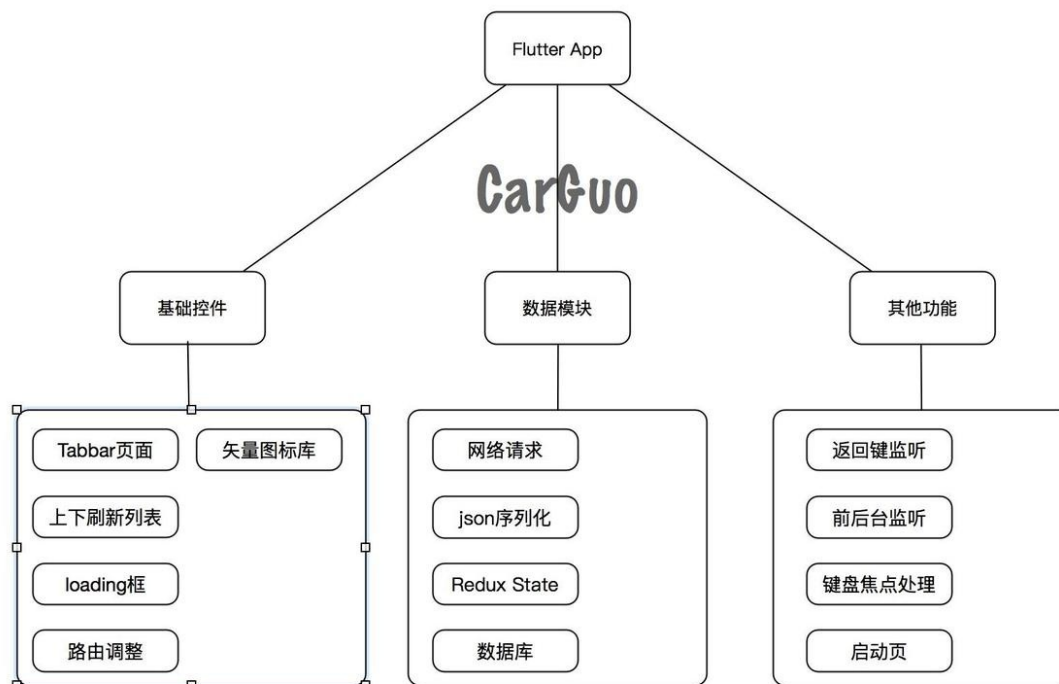 Flutter App
CarGuo
基础控件
数据模块
其他功能
Tabbar页面
矢量图标库
上下刷新列表
loading框
路由调整
网络请求
json序列化
Redux State
数据库
返回键监听
前后台监听
键盘焦点处理
启动页